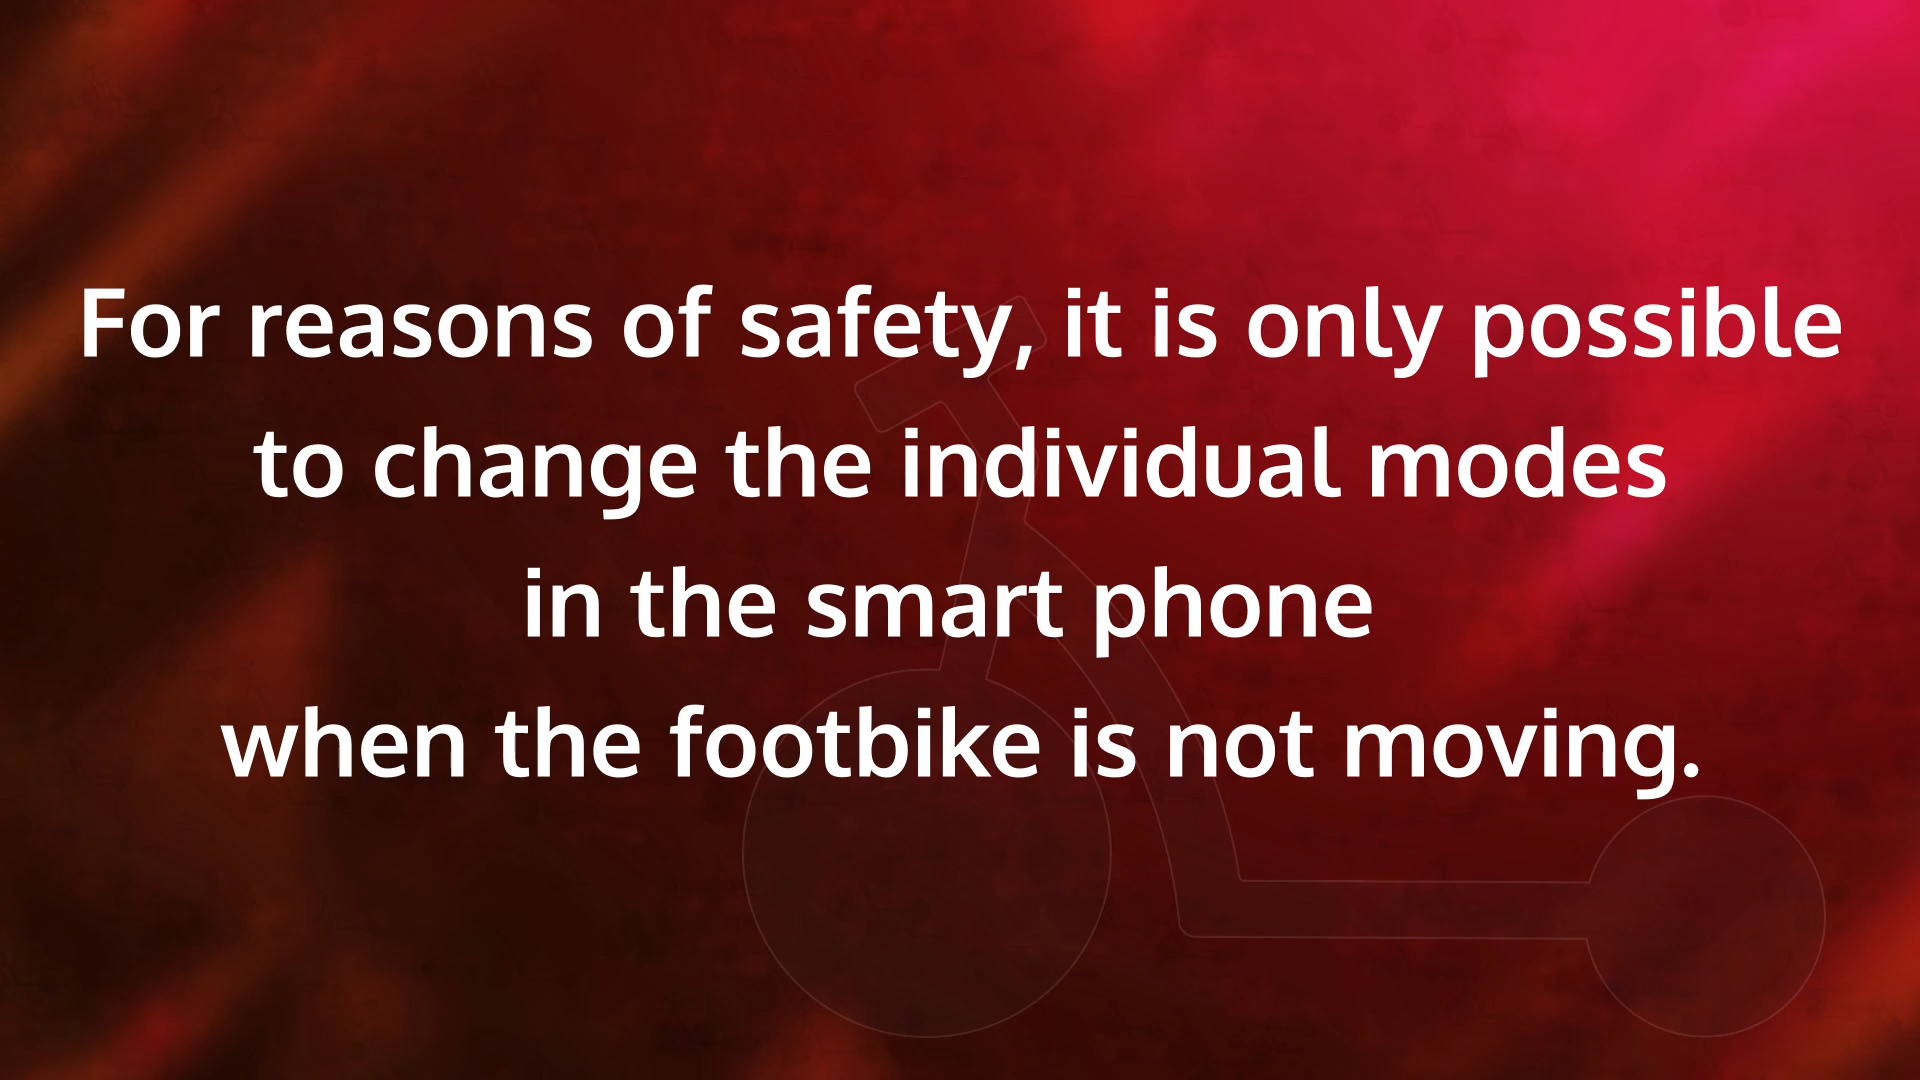 For reasons of safety, it is only possible
to change the individual modes
in the smart phone
when the footbike is not moving.